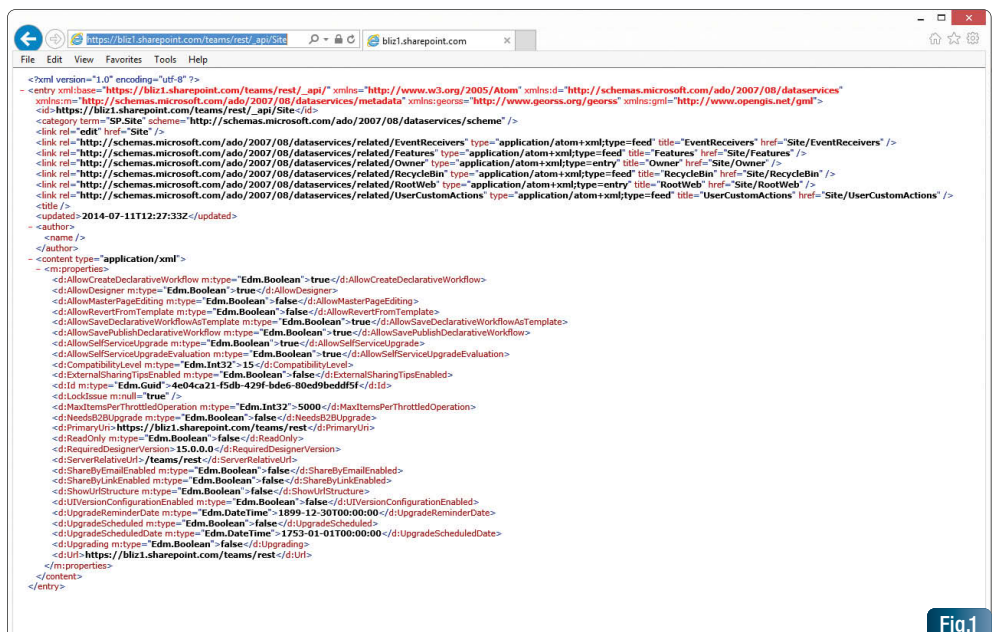 https://bliz1.sharepoint.com/teams/rest/_api/Site
bliz1.sharepoint.com
File Edit View Favorites Tools Help
<?xml version="1.0" encoding="utf-8" ?>
- <entry xml:base="https://bliz1.sharepoint.com/teams/rest/_api/" xmlns="http://www.w3.org/2005/Atom" xmlns:d="http://schemas.microsoft.com/ado/2007/08/dataservices"
xmlns:m="http://schemas.microsoft.com/ado/2007/08/dataservices/metadata" xmlns:georss="http://www.georss.org/georss" xmlns:gml="http://www.opengis.net/gml">
<id>https://bliz1.sharepoint.com/teams/rest/_api/Site</id>
<category term="SP.Site" scheme="http://schemas.microsoft.com/ado/2007/08/dataservices/scheme" />
<link rel="edit" href="Site" />
<link rel="http://schemas.microsoft.com/ado/2007/08/dataservices/related/EventReceivers" type="application/atom+xml;type=feed" title="EventReceivers" href="Site/EventReceivers" />
<link rel="http://schemas.microsoft.com/ado/2007/08/dataservices/related/Features" type="application/atom+xml;type=feed" title="Features" href="Site/Features" />
<link rel="http://schemas.microsoft.com/ado/2007/08/dataservices/related/Owner" type="application/atom+xml;type=entry" title="Owner" href="Site/Owner" />
<link rel="http://schemas.microsoft.com/ado/2007/08/dataservices/related/RecycleBin" type="application/atom+xml;type=feed" title="RecycleBin" href="Site/RecycleBin" />
<link rel="http://schemas.microsoft.com/ado/2007/08/dataservices/related/RootWeb" type="application/atom+xml;type=entry" title="RootWeb" href="Site/RootWeb" />
<link rel="http://schemas.microsoft.com/ado/2007/08/dataservices/related/UserCustomActions" type="application/atom+xml;type=feed" title="UserCustomActions" href="Site/UserCustomActions" />
<title />
<updated>2014-07-11T12:27:33Z</updated>
- <author>
<name />
</author>
- <content type="application/xml">
- <m:properties>
<d:AllowCreateDeclarativeWorkflow m:type="Edm.Boolean">true</d:AllowCreateDeclarativeWorkflow>
<d:AllowDesigner m:type="Edm.Boolean">true</d:AllowDesigner>
<d:AllowMasterPageEditing m:type="Edm.Boolean">false</d:AllowMasterPageEditing>
<d:AllowRevertFromTemplate m:type="Edm.Boolean">false</d:AllowRevertFromTemplate>
<d:AllowSaveDeclarativeWorkflowAsTemplate m:type="Edm.Boolean">true</d:AllowSaveDeclarativeWorkflowAsTemplate>
<d:AllowSavePublishDeclarativeWorkflow m:type="Edm.Boolean">true</d:AllowSavePublishDeclarativeWorkflow>
<d:AllowSelfServiceUpgrade m:type="Edm.Boolean">true</d:AllowSelfServiceUpgrade>
<d:AllowSelfServiceUpgradeEvaluation m:type="Edm.Boolean">true</d:AllowSelfServiceUpgradeEvaluation>
<d:CompatibilityLevel m:type="Edm.Int32">15</d:CompatibilityLevel>
<d:ExternalSharingTipsEnabled m:type="Edm.Boolean">false</d:ExternalSharingTipsEnabled>
<d:Id m:type="Edm.Guid">4e04ca21-f5db-429f-bde6-80ed9beddf5f</d:Id>
<d:LockIssue m:null="true" />
<d:MaxItemsPerThrottledOperation m:type="Edm.Int32">5000</d:MaxItemsPerThrottledOperation>
<d:NeedsB2BUpgrade m:type="Edm.Boolean">false</d:NeedsB2BUpgrade>
<d:PrimaryUri>https://bliz1.sharepoint.com/teams/rest</d:PrimaryUri>
<d:ReadOnly m:type="Edm.Boolean">false</d:ReadOnly>
<d:RequiredDesignerVersion>15.0.0.0</d:RequiredDesignerVersion>
<d:ServerRelativeUrl>/teams/rest</d:ServerRelativeUrl>
<d:ShareByEmailEnabled m:type="Edm.Boolean">false</d:ShareByEmailEnabled>
<d:ShareByLinkEnabled m:type="Edm.Boolean">false</d:ShareByLinkEnabled>
<d:ShowUrlStructure m:type="Edm.Boolean">false</d:ShowUrlStructure>
<d:UIVersionConfigurationEnabled m:type="Edm.Boolean">false</d:UIVersionConfigurationEnabled>
<d:UpgradeReminderDate m:type="Edm.DateTime">1899-12-30T00:00:00</d:UpgradeReminderDate>
<d:UpgradeScheduled m:type="Edm.Boolean">false</d:UpgradeScheduled>
<d:UpgradeScheduledDate m:type="Edm.DateTime">1753-01-01T00:00:00</d:UpgradeScheduledDate>
<d:Upgrading m:type="Edm.Boolean">false</d:Upgrading>
<d:Url>https://bliz1.sharepoint.com/teams/rest</d:Url>
</m:properties>
</content>
</entry>
Fig.1